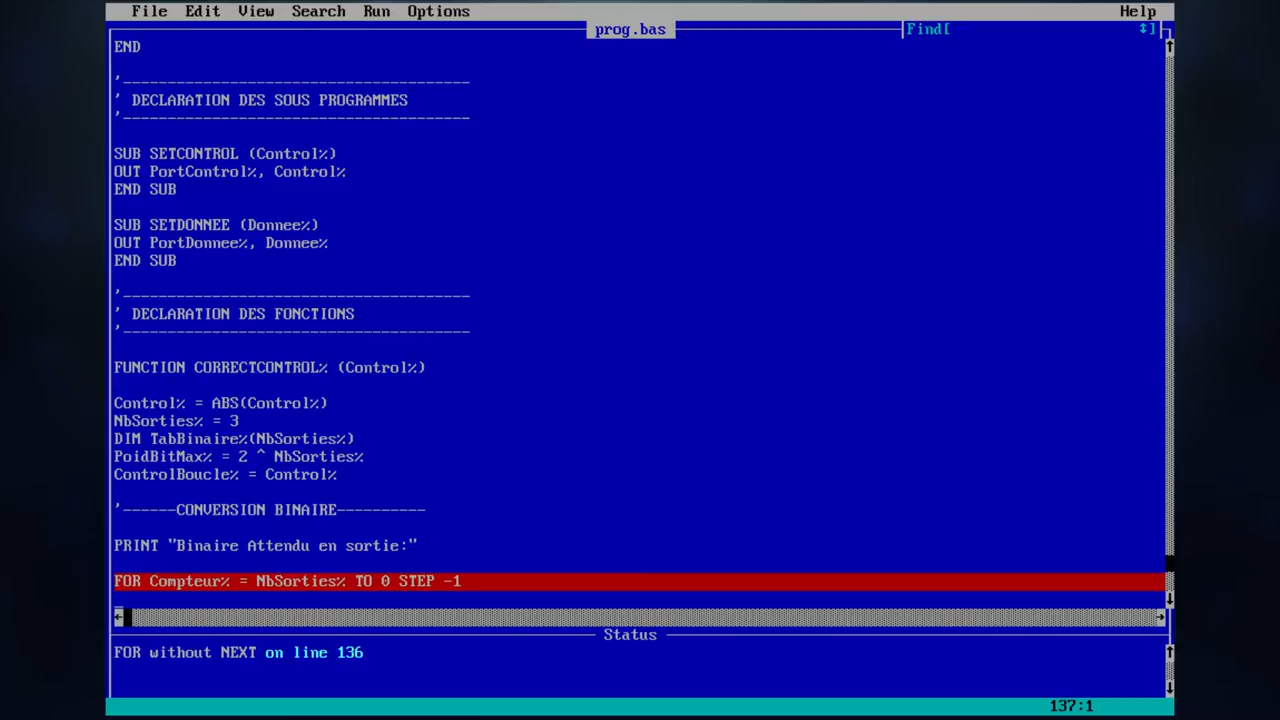 File Edit View Search Run Options Help
prog.bas Find[ ↕]
END
'_______________________________________
' DECLARATION DES SOUS PROGRAMMES
'_______________________________________
SUB SETCONTROL (Control%)
OUT PortControl%, Control%
END SUB
SUB SETDONNEE (Donnee%)
OUT PortDonnee%, Donnee%
END SUB
'_______________________________________
' DECLARATION DES FONCTIONS
'_______________________________________
FUNCTION CORRECTCONTROL% (Control%)
Control% = ABS(Control%)
NbSorties% = 3
DIM TabBinaire%(NbSorties%)
PoidBitMax% = 2 ^ NbSorties%
ControlBoucle% = Control%
'------CONVERSION BINAIRE----------
PRINT "Binaire Attendu en sortie:"
FOR Compteur% = NbSorties% TO 0 STEP -1
Status
FOR without NEXT on line 136
137:1